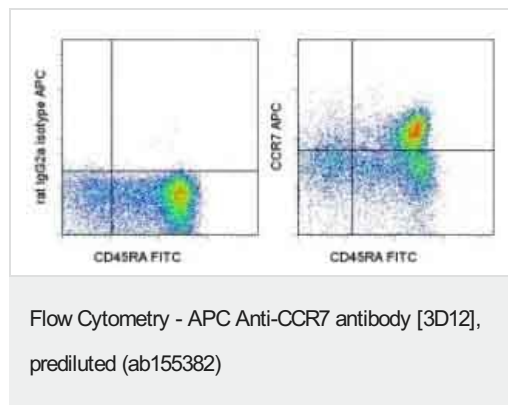 rat IgG2a isotype APC
CD45RA FITC
CCR7 APC
CD45RA FITC
Flow Cytometry - APC Anti-CCR7 antibody [3D12],
prediluted (ab155382)